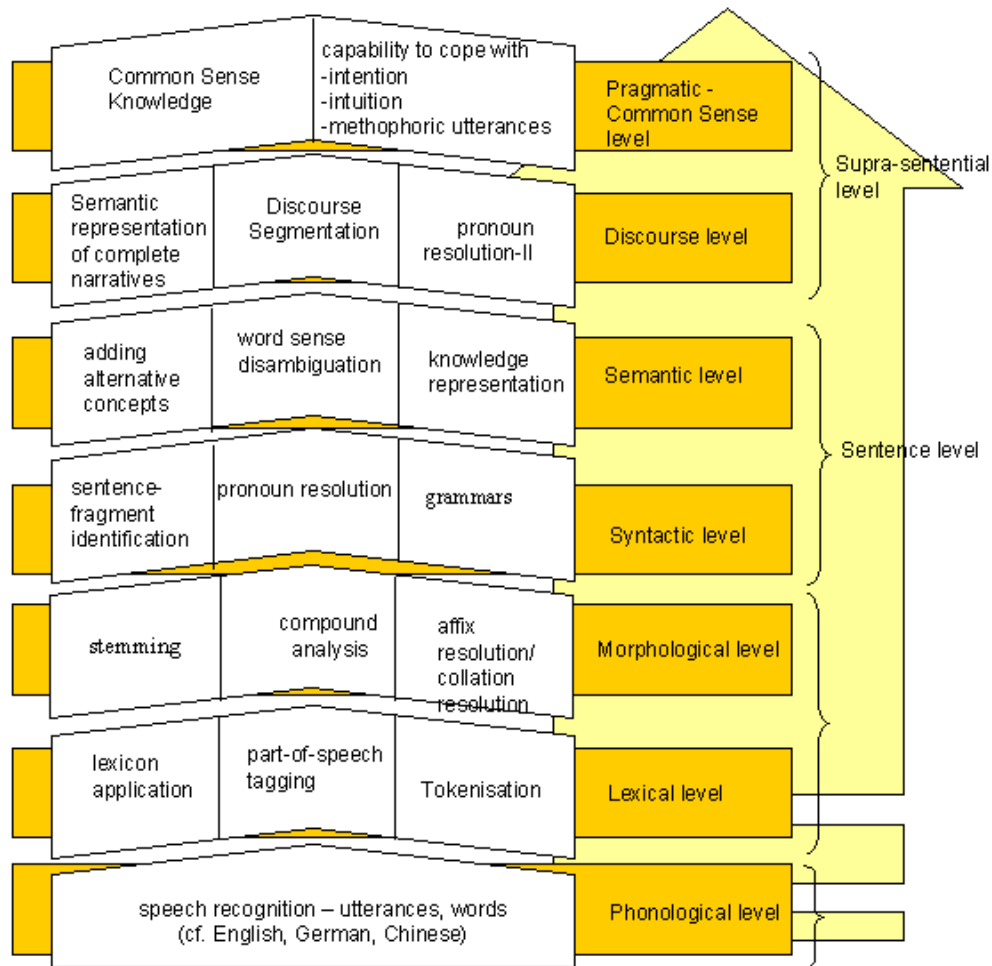 Common Sense
Knowledge
capability to cope with
-intention
-intuition
-methophoric utterances
Pragmatic -
Common Sense
level
Supra-sentential
level
Semantic
representation
of complete
narratives
Discourse
Segmentation
pronoun
resolution-II
Discourse level
adding
alternative
concepts
word sense
disambiguation
knowledge
representation
Semantic level
Sentence level
sentence-
fragment
identification
pronoun resolution
grammars
Syntactic level
stemming
compound
analysis
affix
resolution/
collation
resolution
Morphological level
lexicon
application
part-of-speech
tagging
Tokenisation
Lexical level
speech recognition – utterances, words
(cf. English, German, Chinese)
Phonological level